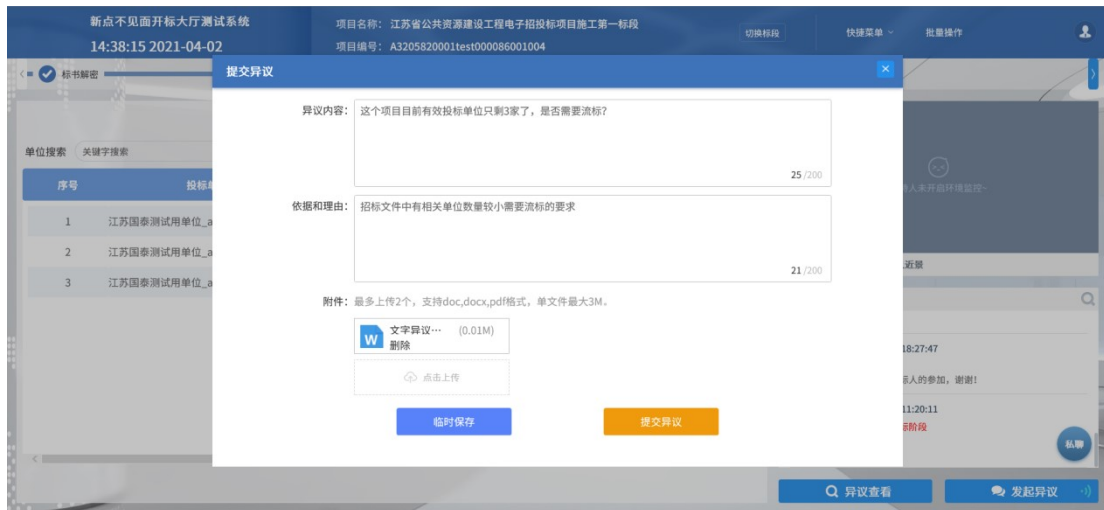 新点不见面开标大厅测试系统
14:38:15 2021-04-02
项目名称： 江苏省公共资源建设工程电子招投标项目施工第一标段
项目编号： A3205820001test000086001004
切换标段
快捷菜单
批量操作
标书解密
提交异议
异议内容：
这个项目目前有效投标单位只剩3家了，是否需要流标?
25 /200
依据和理由：
招标文件中有相关单位数量较小需要流标的要求
21 /200
附件：
最多上传2个，支持doc,docx,pdf格式，单文件最大3M。
W
文字异议… (0.01M)
删除
点击上传
临时保存
提交异议
单位搜索
关键字搜索
序号
投标
1 江苏国泰测试用单位_a
2 江苏国泰测试用单位_a
3 江苏国泰测试用单位_a
人未开启环境监控~
近景
18:27:47
标人的参加，谢谢!
11:20:11
标阶段
私聊
异议查看
发起异议